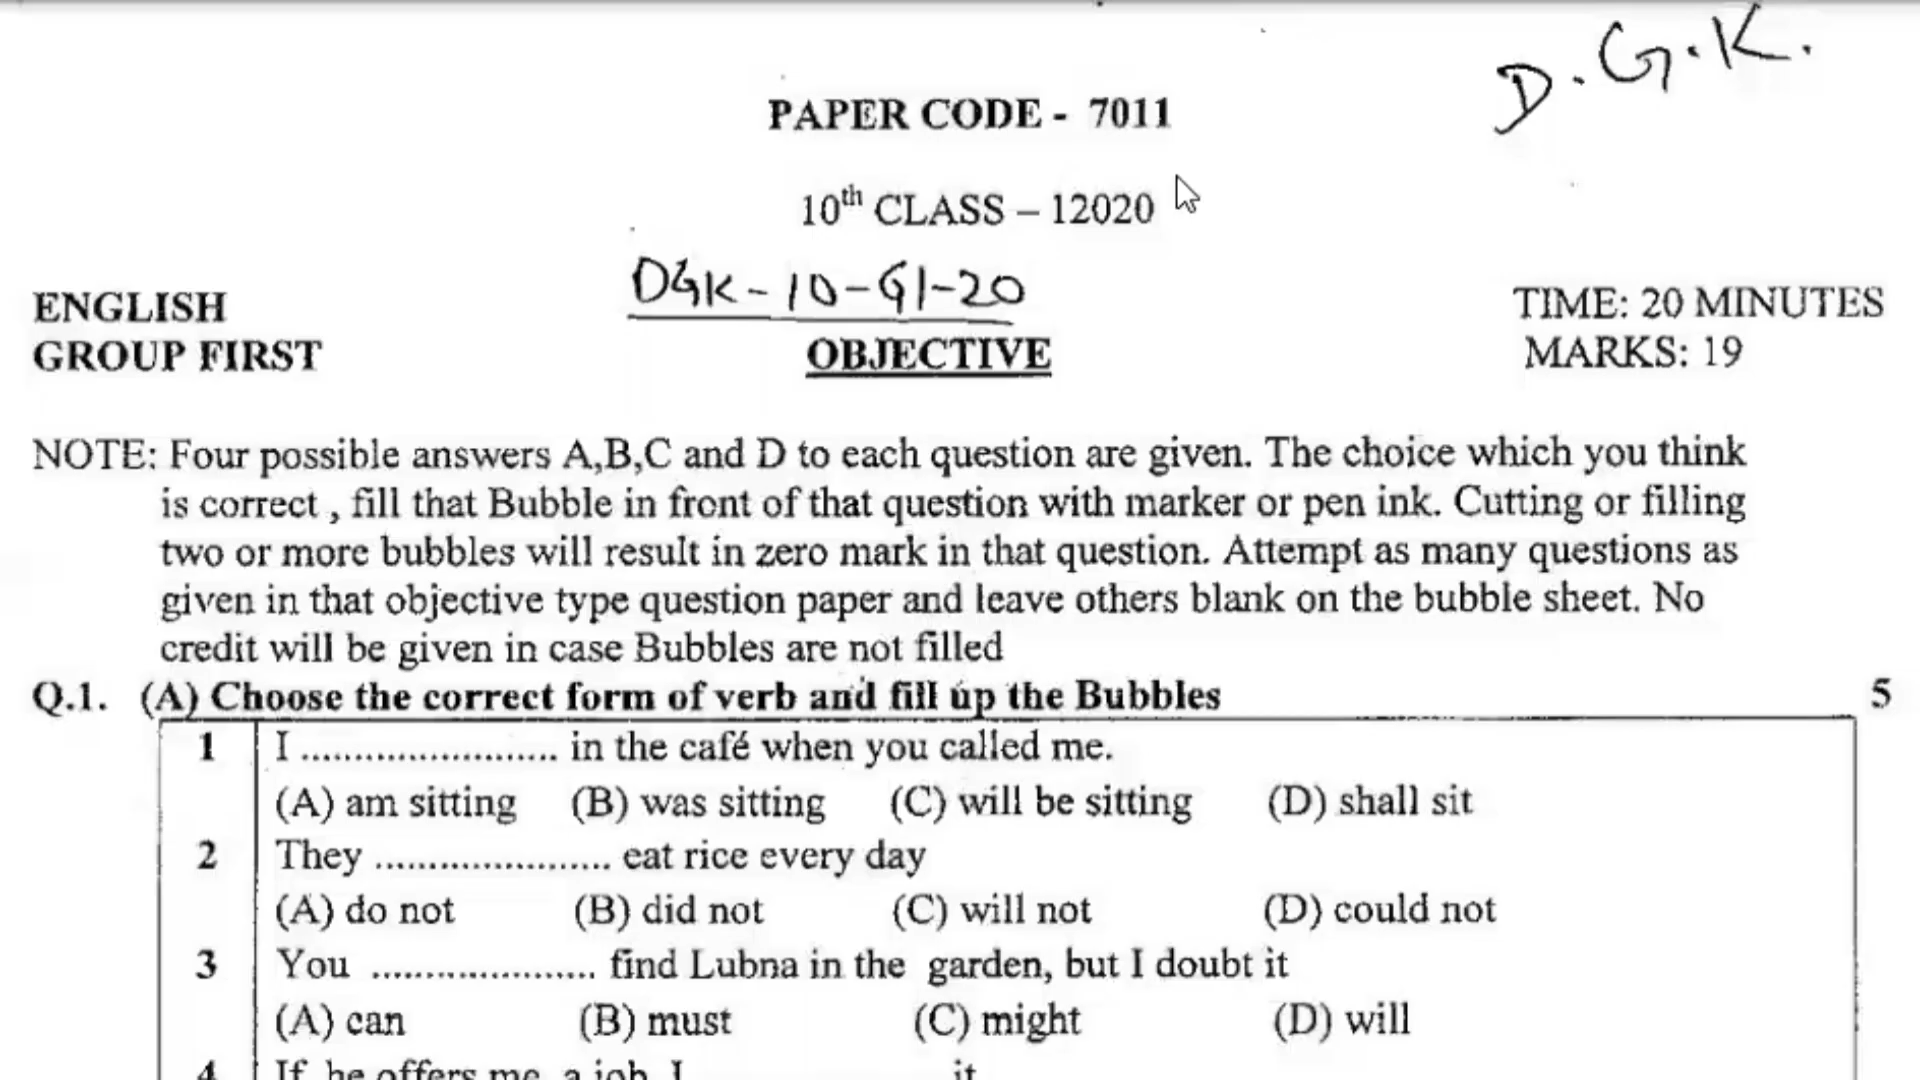 D.G.K.
PAPER CODE - 7011
10th CLASS – 12020
DGK-10-G1-20
ENGLISH
TIME: 20 MINUTES
GROUP FIRST
OBJECTIVE
MARKS: 19
NOTE: Four possible answers A,B,C and D to each question are given. The choice which you think
is correct , fill that Bubble in front of that question with marker or pen ink. Cutting or filling
two or more bubbles will result in zero mark in that question. Attempt as many questions as
given in that objective type question paper and leave others blank on the bubble sheet. No
credit will be given in case Bubbles are not filled
Q.1. (A) Choose the correct form of verb and fill up the Bubbles 5
1 I ........................ in the café when you called me.
(A) am sitting (B) was sitting (C) will be sitting (D) shall sit
2 They ...................... eat rice every day
(A) do not (B) did not (C) will not (D) could not
3 You ..................... find Lubna in the garden, but I doubt it
(A) can (B) must (C) might (D) will
4 If he offers me a job, I it